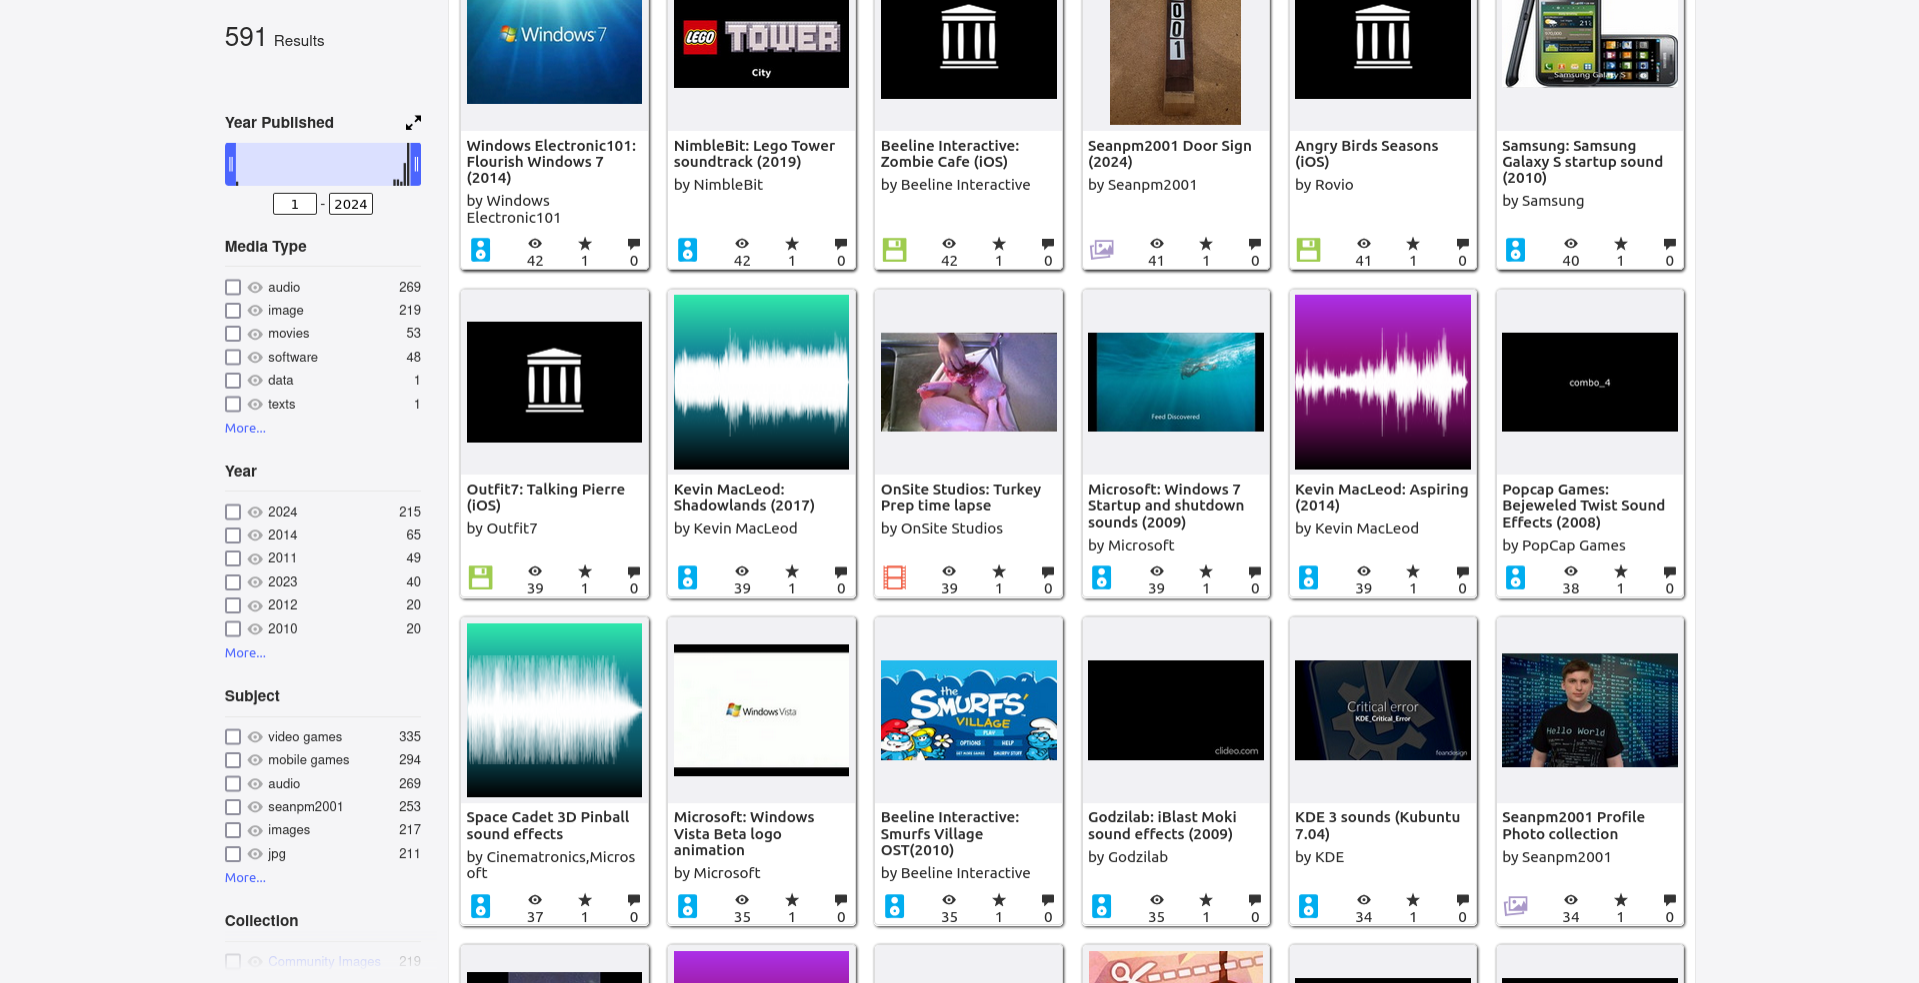 591 Results
Year Published
1 - 2024
Media Type
audio 269
image 219
movies 53
software 48
data 1
texts 1
More...
Year
2024 215
2014 65
2011 49
2023 40
2012 20
2010 20
More...
Subject
video games 335
mobile games 294
audio 269
seanpm2001 253
images 217
jpg 211
More...
Collection
Community Images 219
Windows 7
Windows Electronic101:
Flourish Windows 7
(2014)
by Windows
Electronic101
42 1 0
LEGO TOWER
City
NimbleBit: Lego Tower
soundtrack (2019)
by NimbleBit
42 1 0
Beeline Interactive:
Zombie Cafe (iOS)
by Beeline Interactive
42 1 0
001
Seanpm2001 Door Sign
(2024)
by Seanpm2001
41 1 0
Angry Birds Seasons
(iOS)
by Rovio
41 1 0
Samsung Galaxy S
Samsung: Samsung
Galaxy S startup sound
(2010)
by Samsung
40 1 0
Outfit7: Talking Pierre
(iOS)
by Outfit7
39 1 0
Kevin MacLeod:
Shadowlands (2017)
by Kevin MacLeod
39 1 0
OnSite Studios: Turkey
Prep time lapse
by OnSite Studios
39 1 0
Feed Discovered
Microsoft: Windows 7
Startup and shutdown
sounds (2009)
by Microsoft
39 1 0
Kevin MacLeod: Aspiring
(2014)
by Kevin MacLeod
39 1 0
combo_4
Popcap Games:
Bejeweled Twist Sound
Effects (2008)
by PopCap Games
38 1 0
Space Cadet 3D Pinball
sound effects
by Cinematronics,Micros
oft
37 1 0
Windows Vista
Microsoft: Windows
Vista Beta logo
animation
by Microsoft
35 1 0
the
SMURFS'
VILLAGE
PLAY
OPTIONS HELP
Beeline Interactive:
Smurfs Village
OST(2010)
by Beeline Interactive
35 1 0
clideo.com
Godzilab: iBlast Moki
sound effects (2009)
by Godzilab
35 1 0
Critical error
KDE_Critical_Error
KDE 3 sounds (Kubuntu
7.04)
by KDE
34 1 0
Hello World
Seanpm2001 Profile
Photo collection
by Seanpm2001
34 1 0